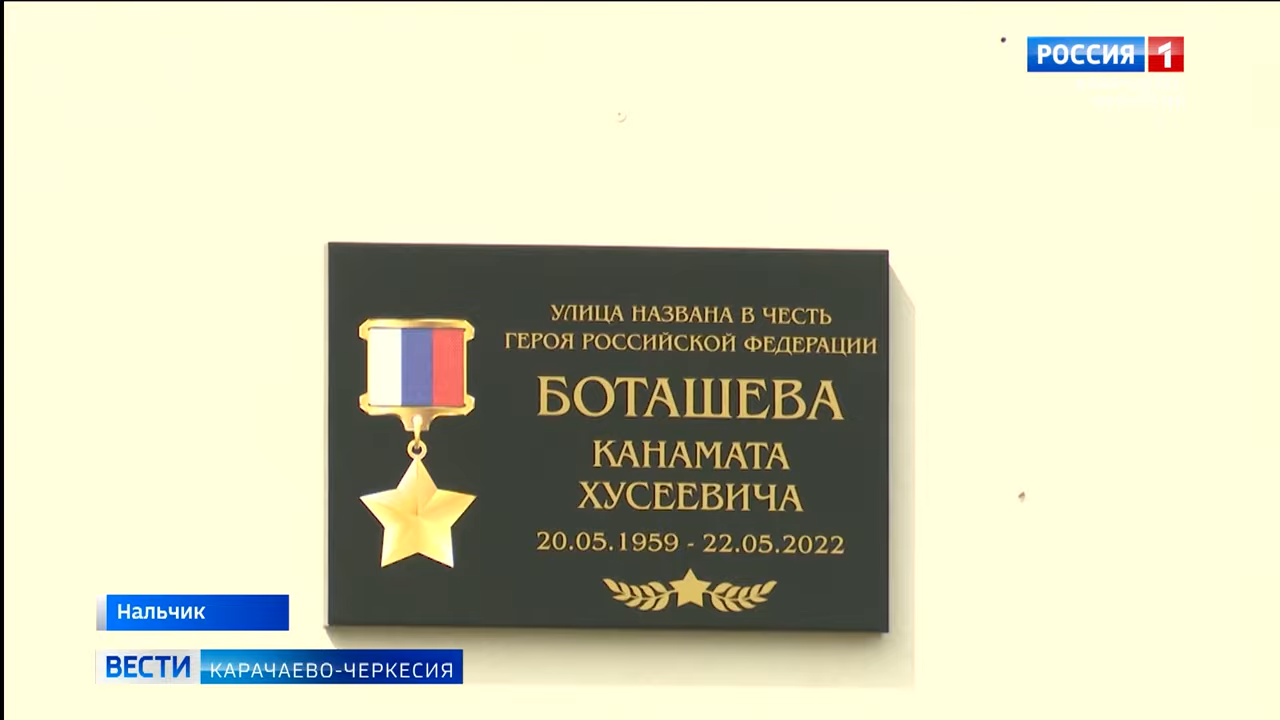 РОССИЯ 1
УЛИЦА НАЗВАНА В ЧЕСТЬ
ГЕРОЯ РОССИЙСКОЙ ФЕДЕРАЦИИ
БОТАШЕВА
КАНАМАТА
ХУСЕЕВИЧА
20.05.1959 - 22.05.2022
Нальчик
ВЕСТИ КАРАЧАЕВО-ЧЕРКЕСИЯ